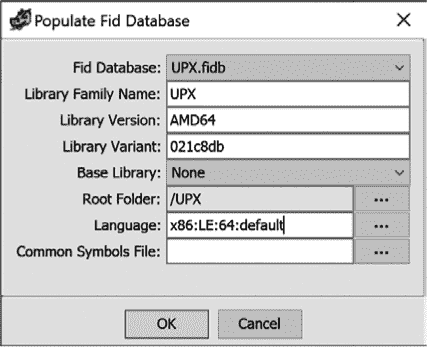 Populate Fid Database
Fid Database: UPX.fidb
Library Family Name: UPX
Library Version: AMD64
Library Variant: 021c8db
Base Library: None
Root Folder: /UPX ...
Language: x86:LE:64:default ...
Common Symbols File: ...
OK Cancel